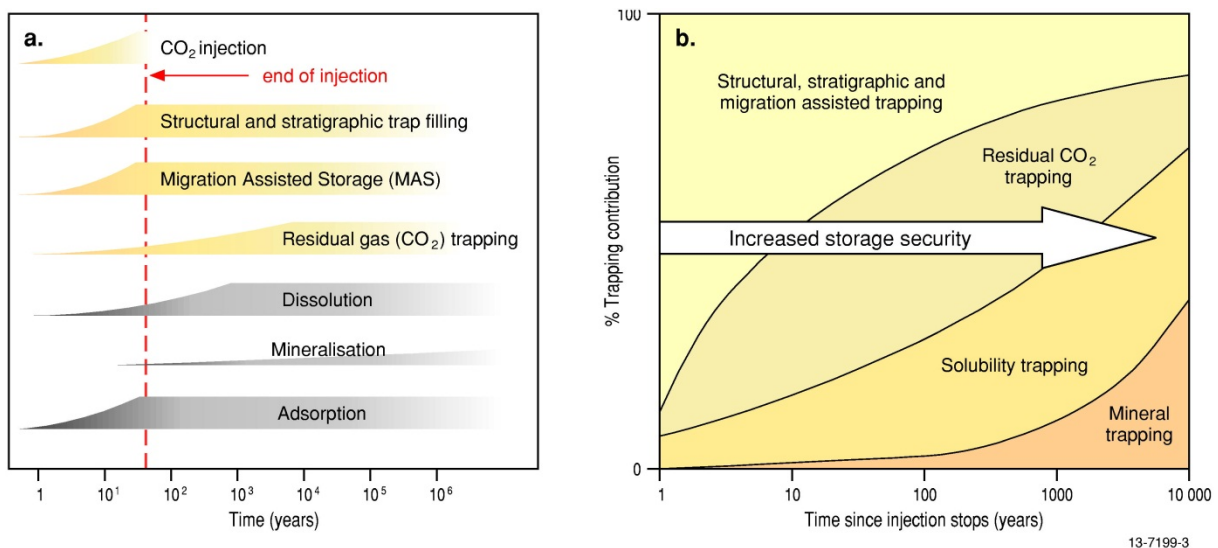 a.
CO₂ injection
end of injection
Structural and stratigraphic trap filling
Migration Assisted Storage (MAS)
Residual gas (CO₂) trapping
Dissolution
Mineralisation
Adsorption
1 10¹ 10² 10³ 10⁴ 10⁵ 10⁶
Time (years)
b.
100
Structural, stratigraphic and
migration assisted trapping
Residual CO₂
trapping
Increased storage security
% Trapping contribution
Solubility trapping
Mineral
trapping
0
1 10 100 1000 10 000
Time since injection stops (years)
13-7199-3